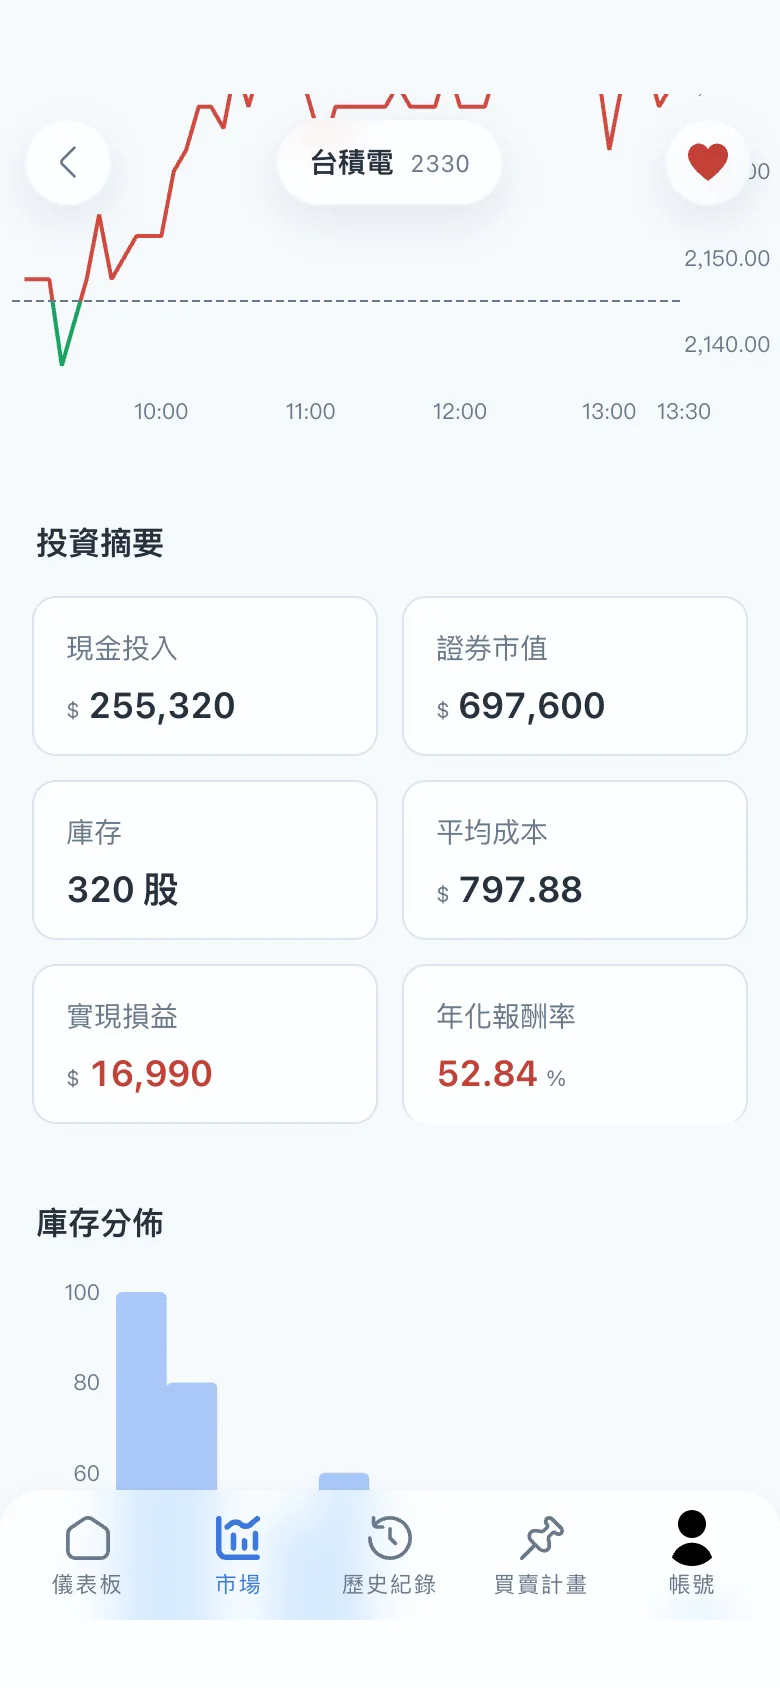 台積電 2330
00
2,150.00
2,140.00
10:00 11:00 12:00 13:00 13:30
投資摘要
現金投入
$ 255,320
證券市值
$ 697,600
庫存
320 股
平均成本
$ 797.88
實現損益
$ 16,990
年化報酬率
52.84 %
庫存分佈
100
80
60
儀表板 市場 歷史紀錄 買賣計畫 帳號